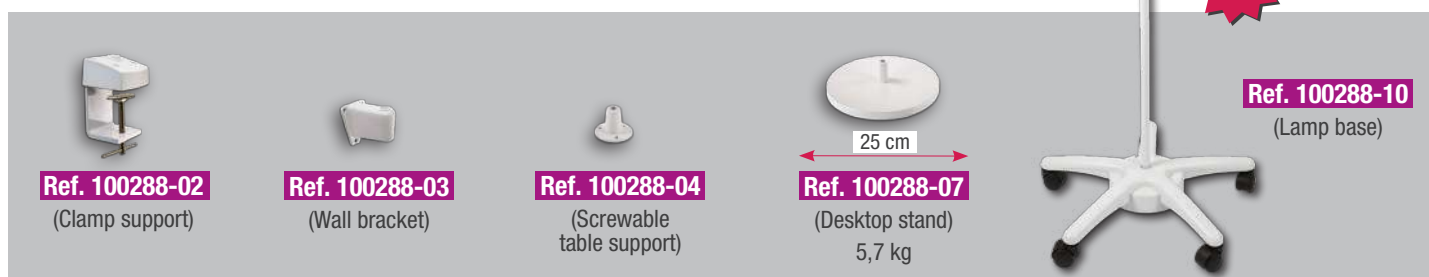 Ref. 100288-02
(Clamp support)
Ref. 100288-03
(Wall bracket)
Ref. 100288-04
(Screwable
table support)
25 cm
Ref. 100288-07
(Desktop stand)
5,7 kg
Ref. 100288-10
(Lamp base)